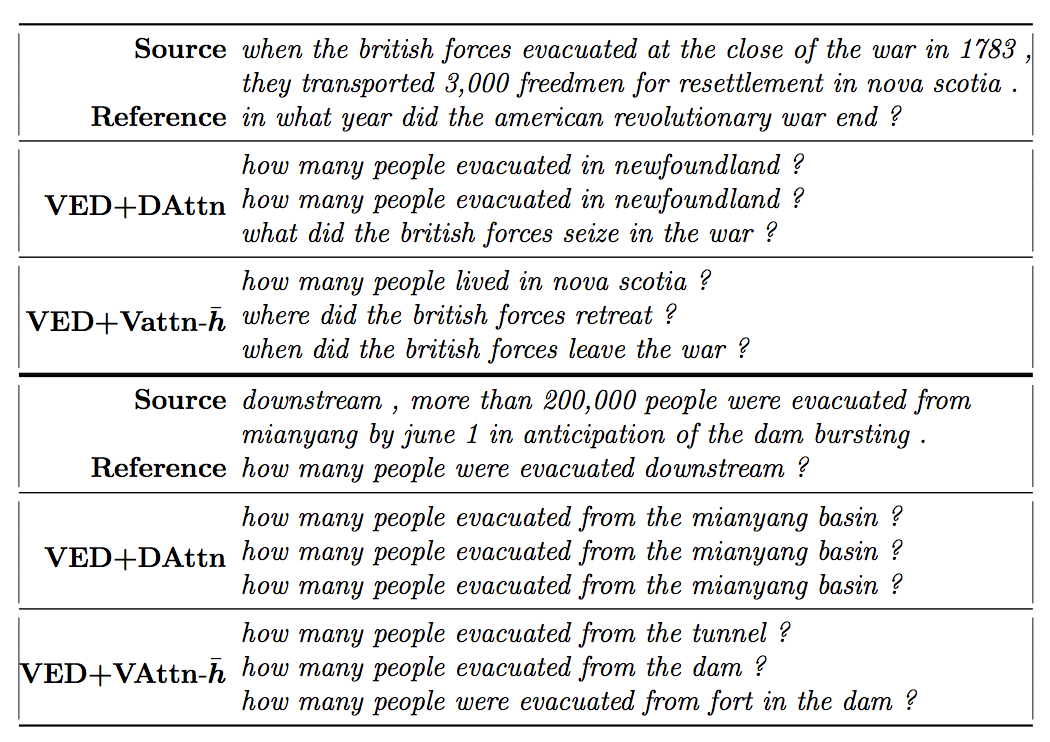 Source when the british forces evacuated at the close of the war in 1783 ,
they transported 3,000 freedmen for resettlement in nova scotia .
Reference in what year did the american revolutionary war end ?
how many people evacuated in newfoundland ?
VED+DAttn how many people evacuated in newfoundland ?
what did the british forces seize in the war ?
how many people lived in nova scotia ?
VED+Vattn-h̄ where did the british forces retreat ?
when did the british forces leave the war ?
Source downstream , more than 200,000 people were evacuated from
mianyang by june 1 in anticipation of the dam bursting .
Reference how many people were evacuated downstream ?
how many people evacuated from the mianyang basin ?
VED+DAttn how many people evacuated from the mianyang basin ?
how many people evacuated from the mianyang basin ?
how many people evacuated from the tunnel ?
VED+VAttn-h̄ how many people evacuated from the dam ?
how many people were evacuated from fort in the dam ?